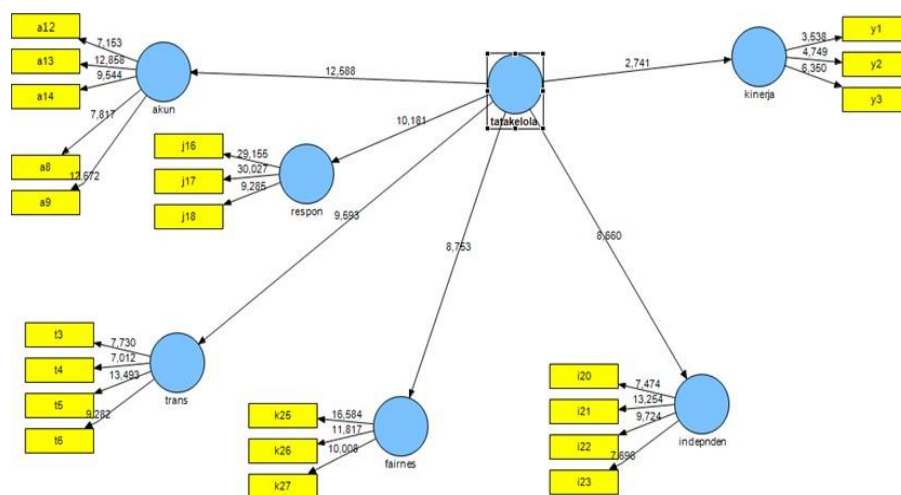 a12
7,153
a13
12,858
a14
9,544
akun
7,817
a8
12,672
a9
12,588
tatakelola
2,741
3,538
y1
4,749
y2
6,350
y3
kinerja
10,181
j16
29,155
j17
30,027
j18
9,285
respon
9,693
8,753
8,660
t3
7,730
t4
7,012
t5
13,493
t6
9,282
trans
k25
16,584
k26
11,817
k27
10,008
fairnes
i20
7,474
i21
13,254
i22
9,724
i23
7,698
indepnden